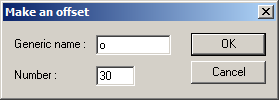 Make an offset
Generic name : o OK
Number : 30 Cancel